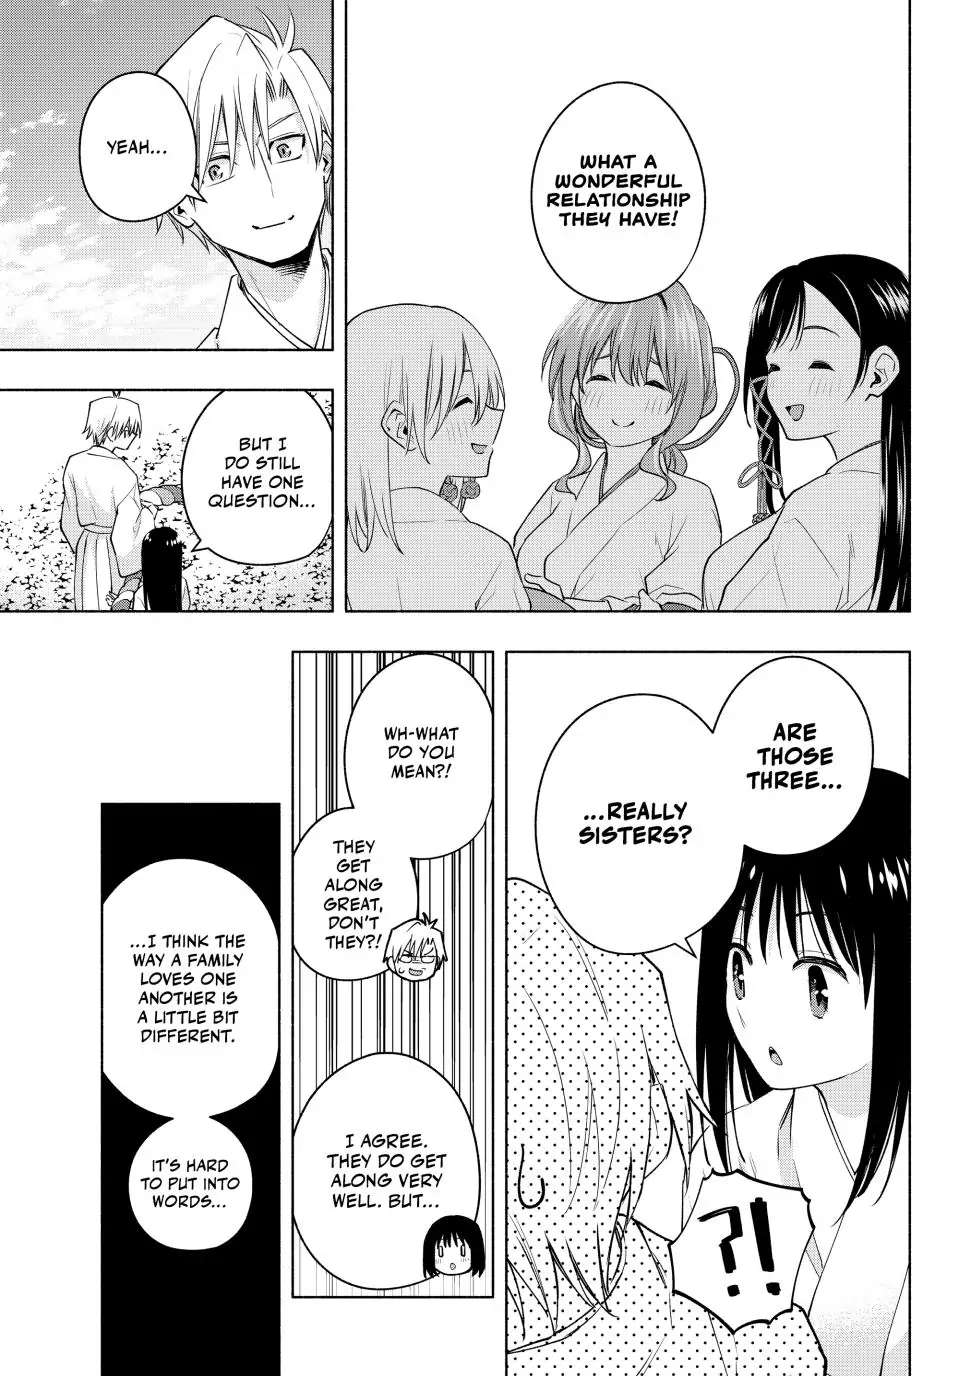 WHAT A
WONDERFUL
RELATIONSHIP
THEY HAVE!
YEAH...
BUT I
DO STILL
HAVE ONE
QUESTION...
ARE
THOSE
THREE...
...REALLY
SISTERS?
?!
WH-WHAT
DO YOU
MEAN?!
THEY
GET
ALONG
GREAT,
DON'T
THEY?!
I AGREE.
THEY DO GET
ALONG VERY
WELL. BUT...
...I THINK THE
WAY A FAMILY
LOVES ONE
ANOTHER IS
A LITTLE BIT
DIFFERENT.
IT'S HARD
TO PUT INTO
WORDS...